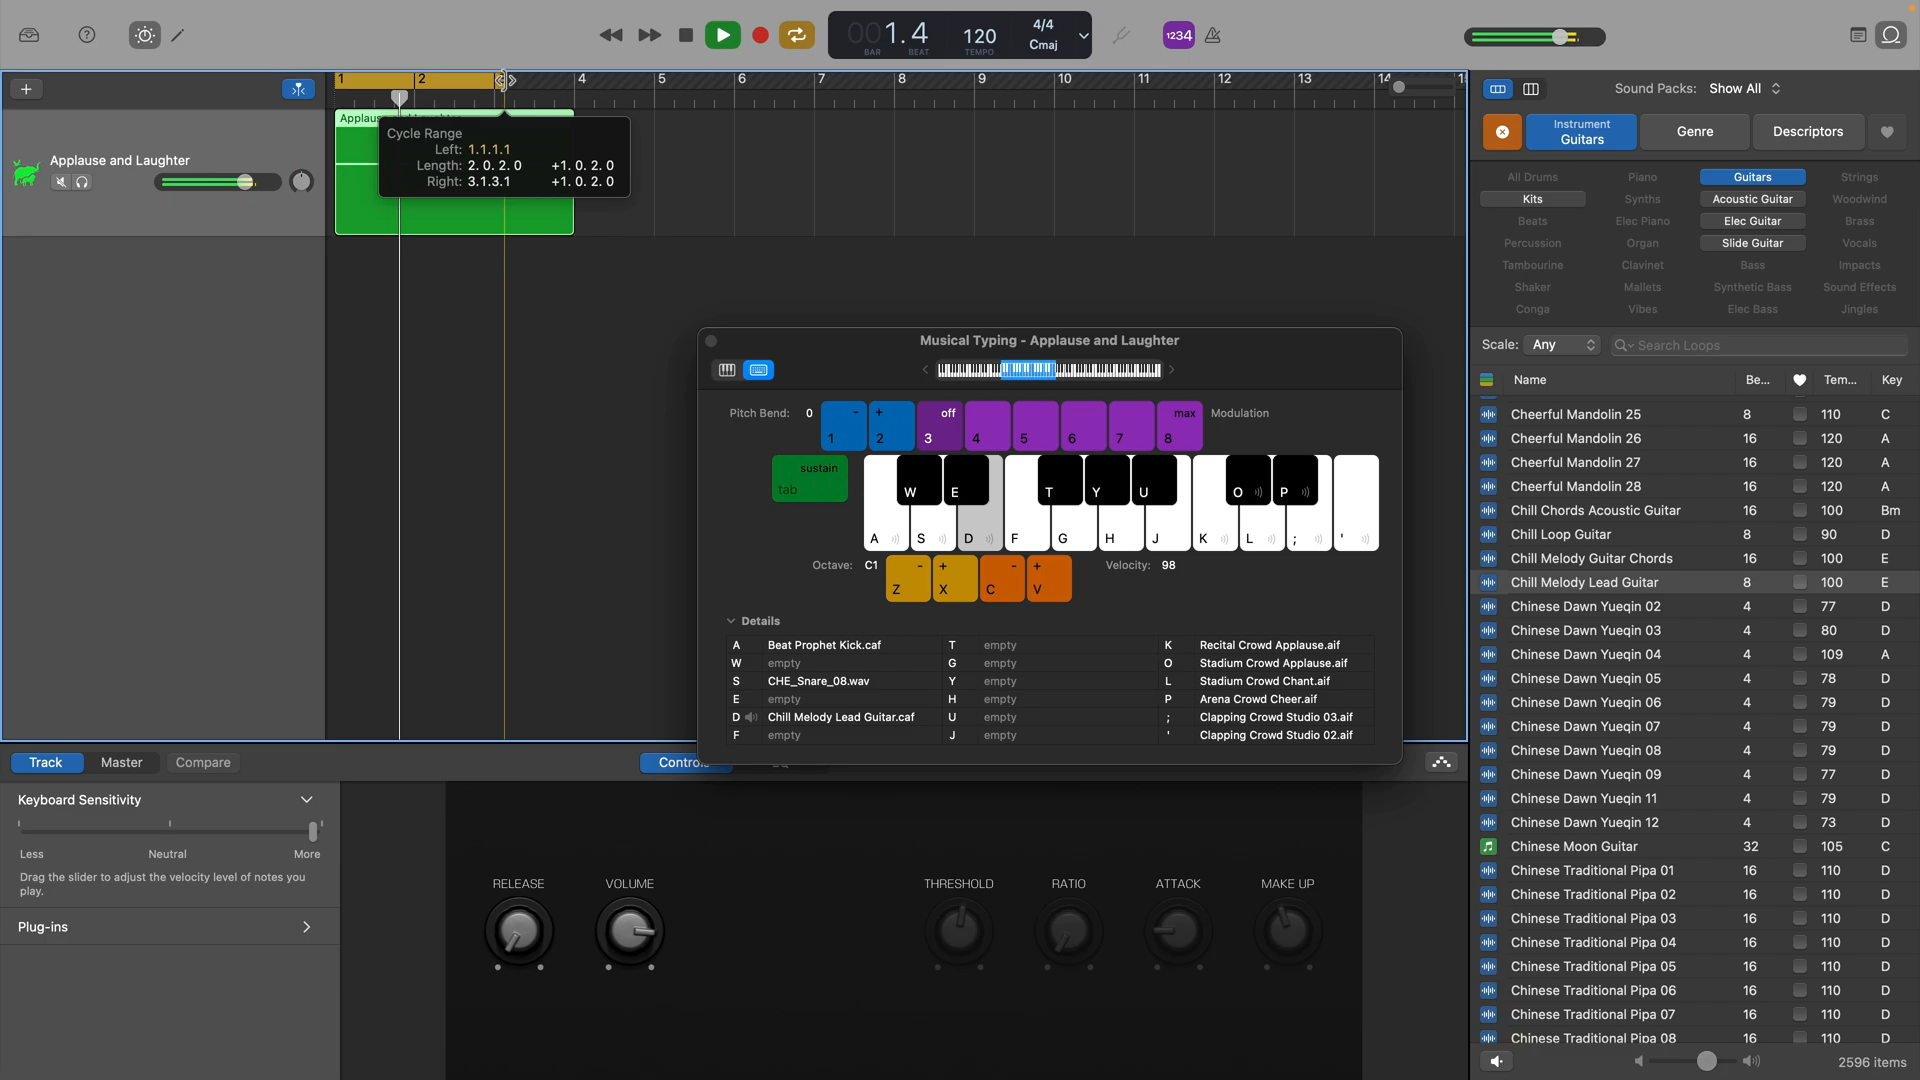 001.4 120 4/4
BAR BEAT TEMPO Cmaj
1234
1 2 3 4 5 6 7 8 9 10 11 12 13 14
Applause and Laughter
Cycle Range
Left: 1.1.1.1
Length: 2. 0. 2. 0 +1. 0. 2. 0
Right: 3.1.3.1 +1. 0. 2. 0
Sound Packs: Show All
Instrument
Guitars
Genre
Descriptors
All Drums Piano Guitars Strings
Kits Synths Acoustic Guitar Woodwind
Beats Elec Piano Elec Guitar Brass
Percussion Organ Slide Guitar Vocals
Tambourine Clavinet Bass Impacts
Shaker Mallets Synthetic Bass Sound Effects
Conga Vibes Elec Bass Jingles
Scale: Any Search Loops
Name Be... Tem... Key
Cheerful Mandolin 25 8 110 C
Cheerful Mandolin 26 16 120 A
Cheerful Mandolin 27 16 120 A
Cheerful Mandolin 28 16 120 A
Chill Chords Acoustic Guitar 16 100 Bm
Chill Loop Guitar 8 90 D
Chill Melody Guitar Chords 16 100 E
Chill Melody Lead Guitar 8 100 E
Chinese Dawn Yueqin 02 4 77 D
Chinese Dawn Yueqin 03 4 80 D
Chinese Dawn Yueqin 04 4 109 A
Chinese Dawn Yueqin 05 4 78 D
Chinese Dawn Yueqin 06 4 79 D
Chinese Dawn Yueqin 07 4 79 D
Chinese Dawn Yueqin 08 4 79 D
Chinese Dawn Yueqin 09 4 77 D
Chinese Dawn Yueqin 11 4 79 D
Chinese Dawn Yueqin 12 4 73 D
Chinese Moon Guitar 32 105 C
Chinese Traditional Pipa 01 16 110 D
Chinese Traditional Pipa 02 16 110 D
Chinese Traditional Pipa 03 16 110 D
Chinese Traditional Pipa 04 16 110 D
Chinese Traditional Pipa 05 16 110 D
Chinese Traditional Pipa 06 16 110 D
Chinese Traditional Pipa 07 16 110 D
Chinese Traditional Pipa 08 16 110 D
2596 items
Musical Typing - Applause and Laughter
Pitch Bend: 0 - + off max Modulation
1 2 3 4 5 6 7 8
sustain
tab
W E T Y U O P
A S D F G H J K L ; '
Octave: C1 - + - + Velocity: 98
Z X C V
Details
A Beat Prophet Kick.caf T empty K Recital Crowd Applause.aif
W empty G empty O Stadium Crowd Applause.aif
S CHE_Snare_08.wav Y empty L Stadium Crowd Chant.aif
E empty H empty P Arena Crowd Cheer.aif
D Chill Melody Lead Guitar.caf U empty ; Clapping Crowd Studio 03.aif
F empty J empty ' Clapping Crowd Studio 02.aif
Track Master Compare
Keyboard Sensitivity
Less Neutral More
Drag the slider to adjust the velocity level of notes you
play.
Plug-ins
RELEASE VOLUME THRESHOLD RATIO ATTACK MAKE UP